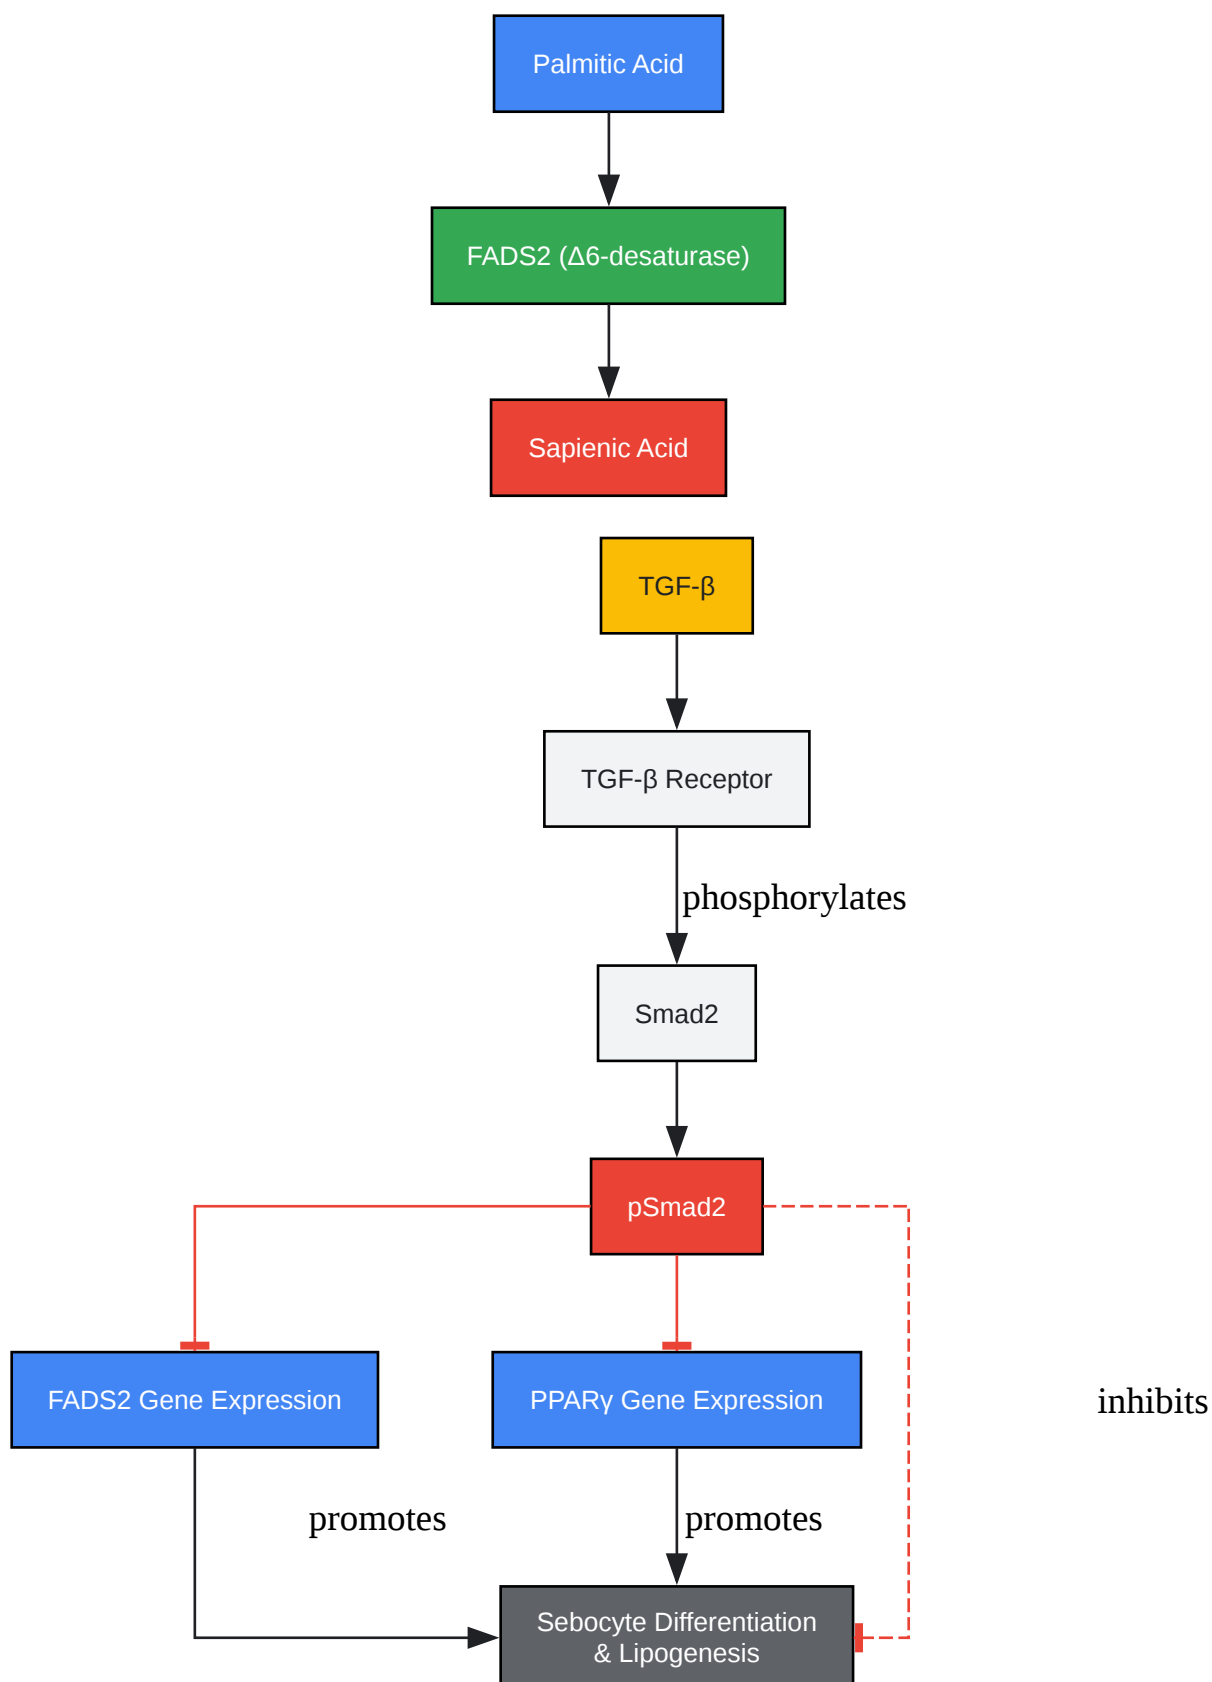 Palmitic Acid
FADS2 (Δ6-desaturase)
Sapienic Acid
TGF-β
TGF-β Receptor
phosphorylates
Smad2
pSmad2
FADS2 Gene Expression
PPARγ Gene Expression
inhibits
promotes
promotes
Sebocyte Differentiation
& Lipogenesis